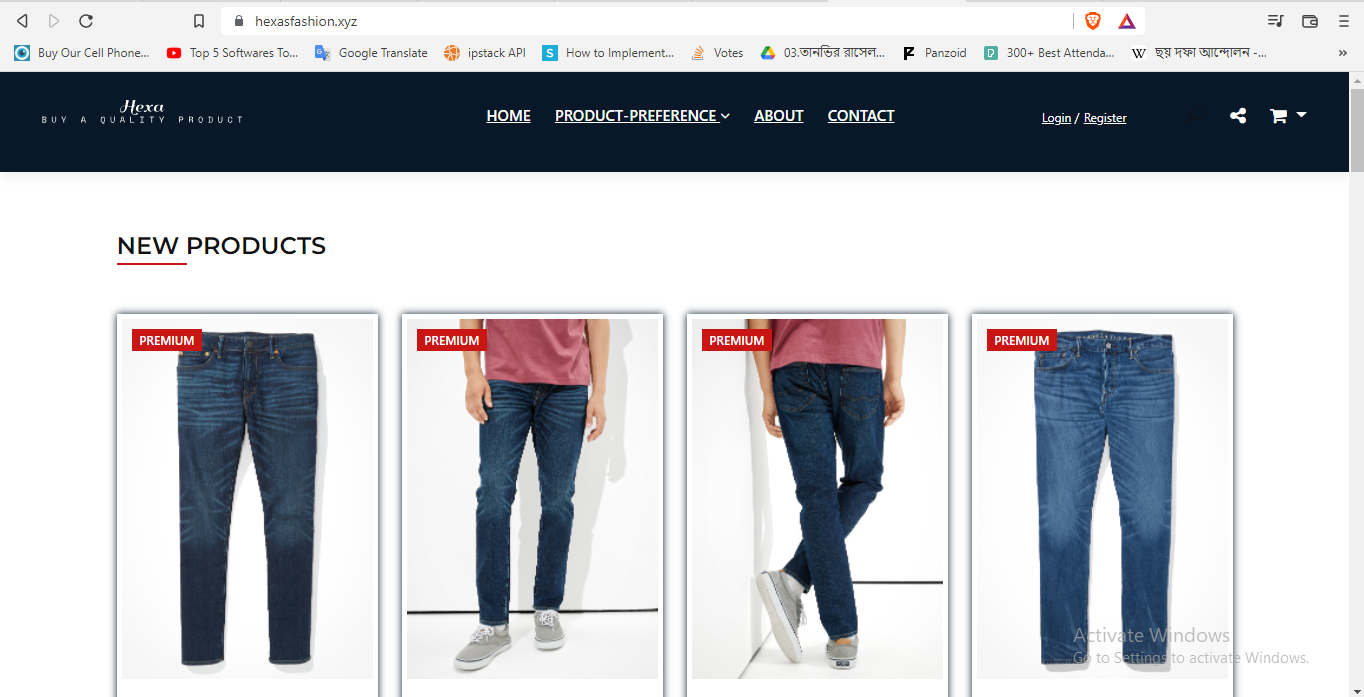 hexasfashion.xyz
Buy Our Cell Phone... Top 5 Softwares To... Google Translate ipstack API How to Implement... Votes 03.তানভির রাসেল... Panzoid 300+ Best Attenda... ছয় দফা আন্দোলন -... »
Hexa
BUY A QUALITY PRODUCT
HOME PRODUCT-PREFERENCE ABOUT CONTACT
Login / Register
NEW PRODUCTS
PREMIUM PREMIUM PREMIUM PREMIUM
Activate Windows
Go to Settings to activate Windows.